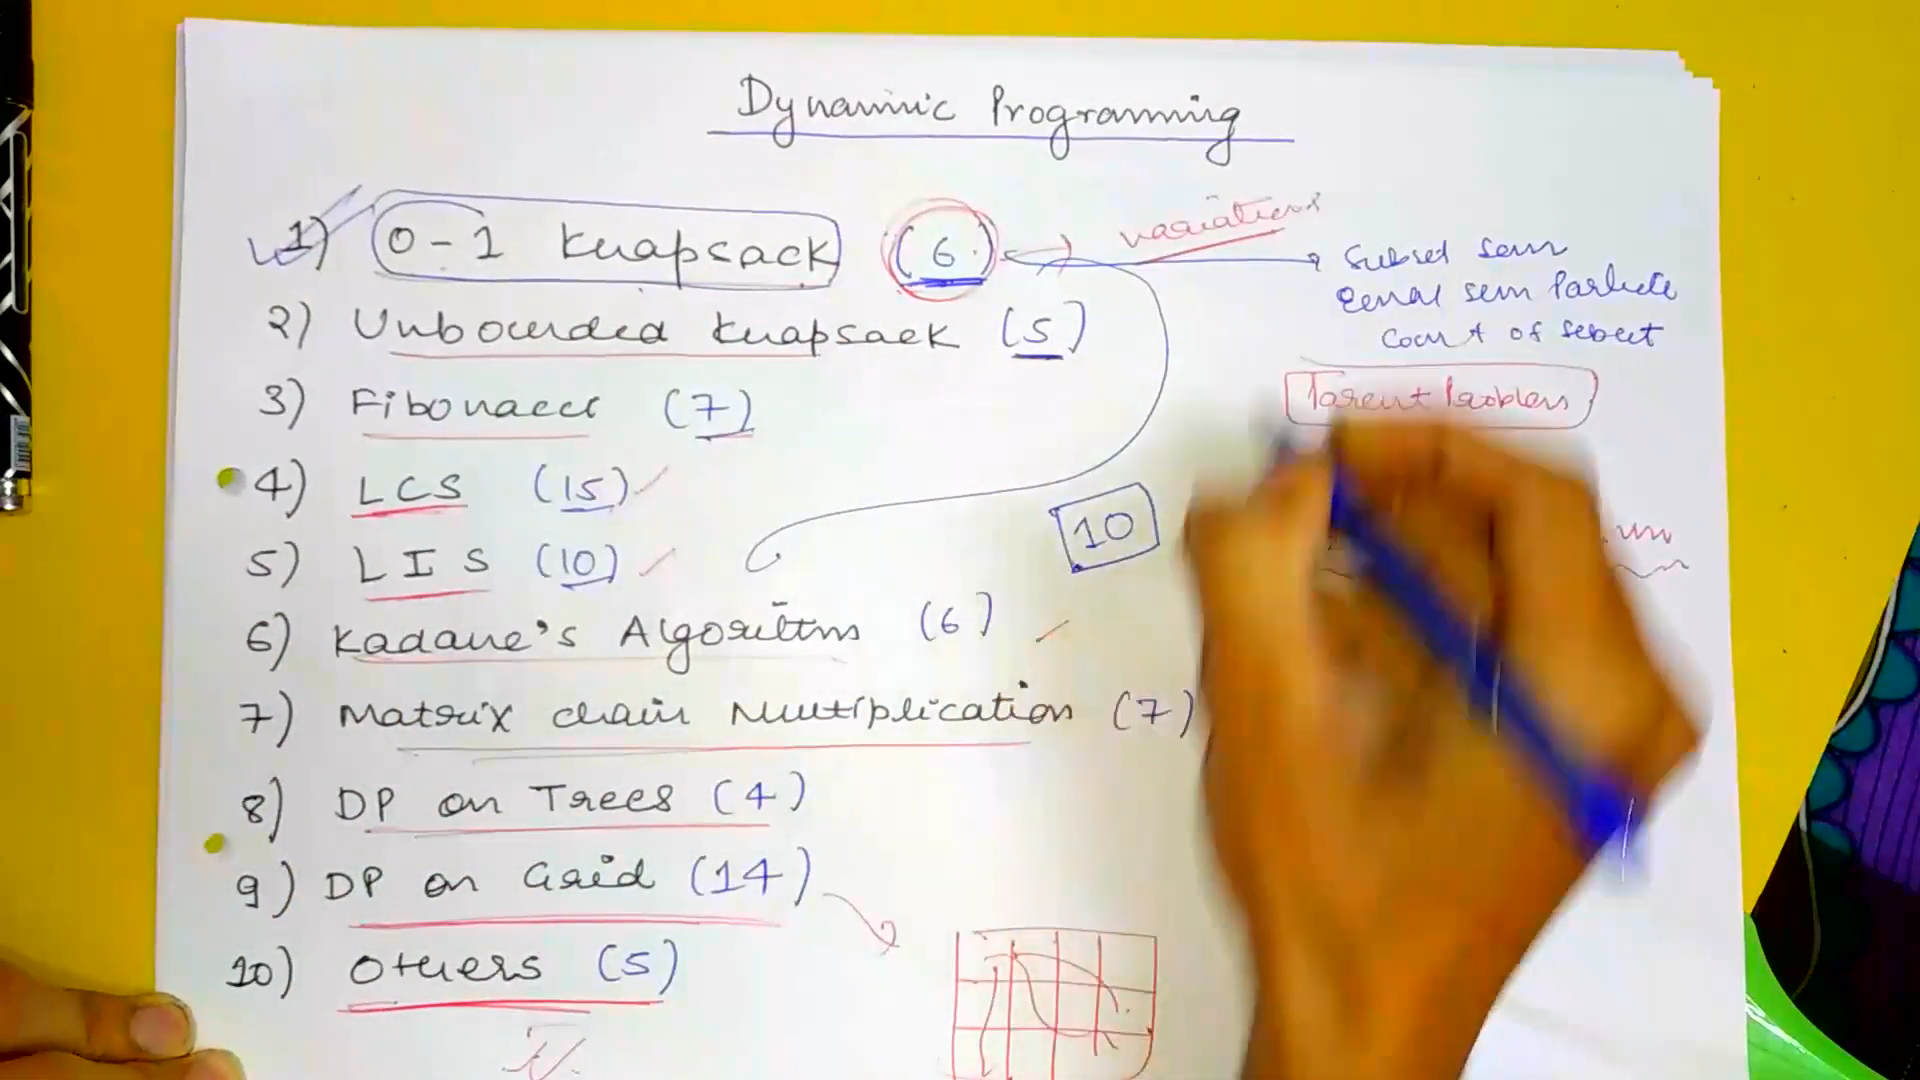 Dynamic Programming
1) 0-1 Knapsack (6)
variations
Subset sum
Equal sum Partition
Count of subset
2) Unbounded Knapsack (5)
3) Fibonacci (7)
Parent Problem
4) LCS (15)
10
5) LIS (10)
6) Kadane's Algorithm (6)
7) Matrix chain Multiplication (7)
8) DP on Trees (4)
9) DP on Grid (14)
10) Others (5)